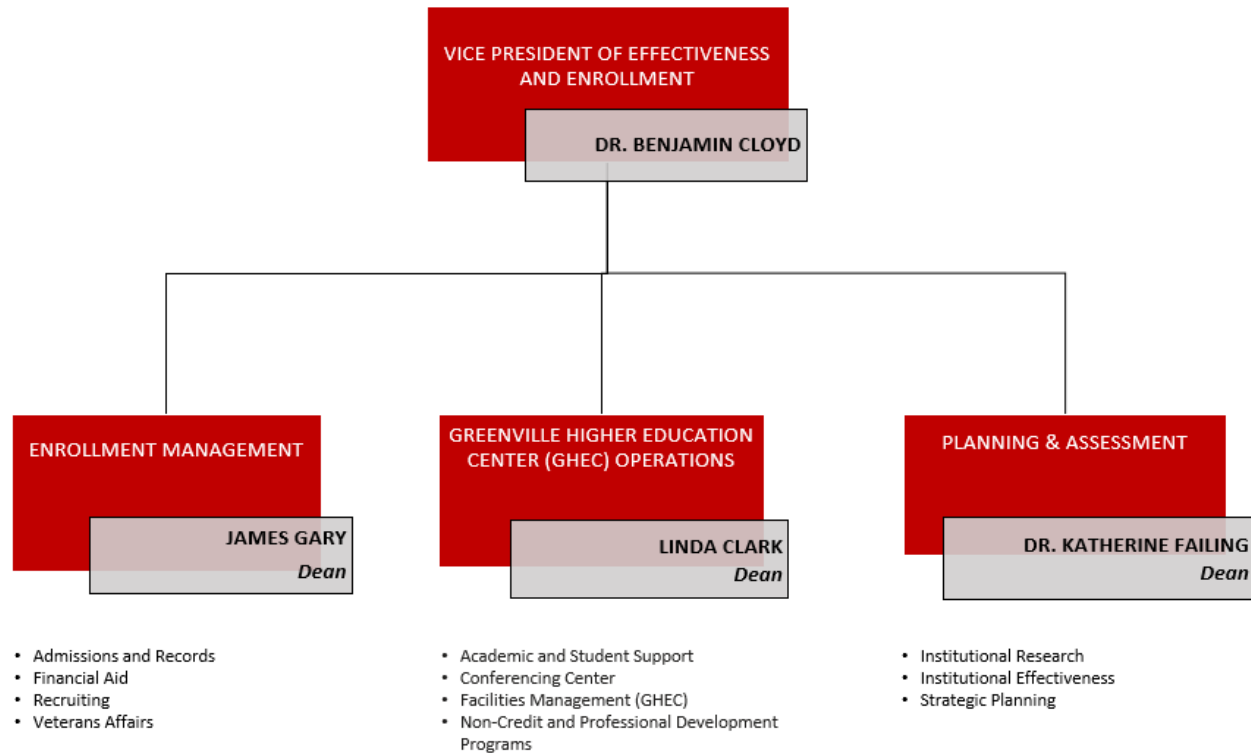 VICE PRESIDENT OF EFFECTIVENESS
AND ENROLLMENT
DR. BENJAMIN CLOYD
ENROLLMENT MANAGEMENT
JAMES GARY
Dean
GREENVILLE HIGHER EDUCATION
CENTER (GHEC) OPERATIONS
LINDA CLARK
Dean
PLANNING & ASSESSMENT
DR. KATHERINE FAILING
Dean
• Admissions and Records
• Financial Aid
• Recruiting
• Veterans Affairs
• Academic and Student Support
• Conferencing Center
• Facilities Management (GHEC)
• Non-Credit and Professional Development
Programs
• Institutional Research
• Institutional Effectiveness
• Strategic Planning